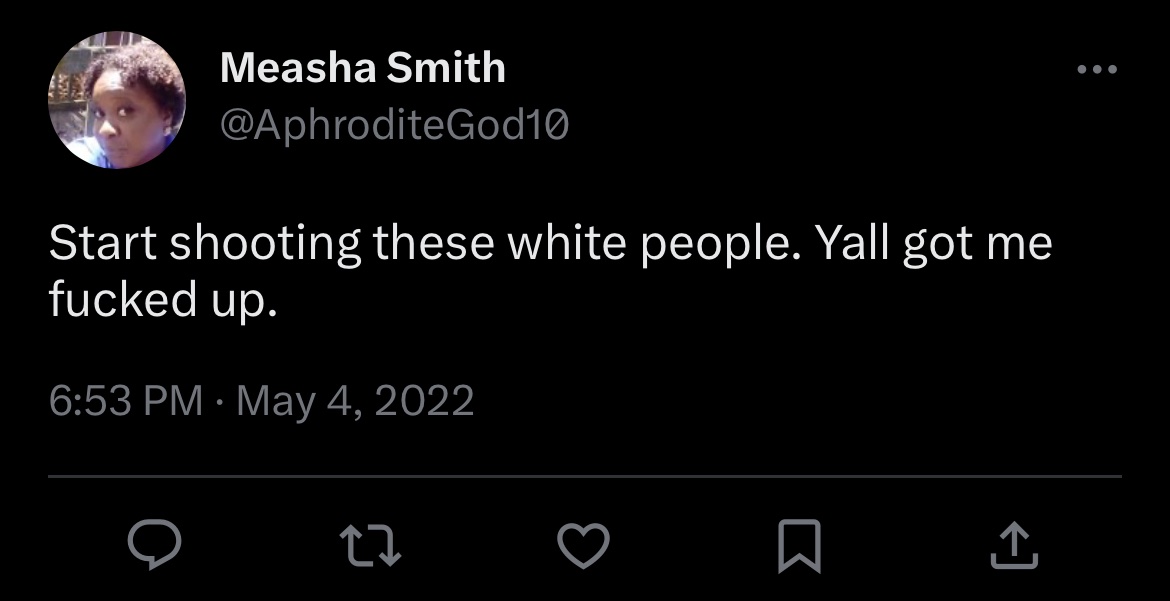 Measha Smith
@AphroditeGod10
Start shooting these white people. Yall got me
fucked up.
6:53 PM · May 4, 2022